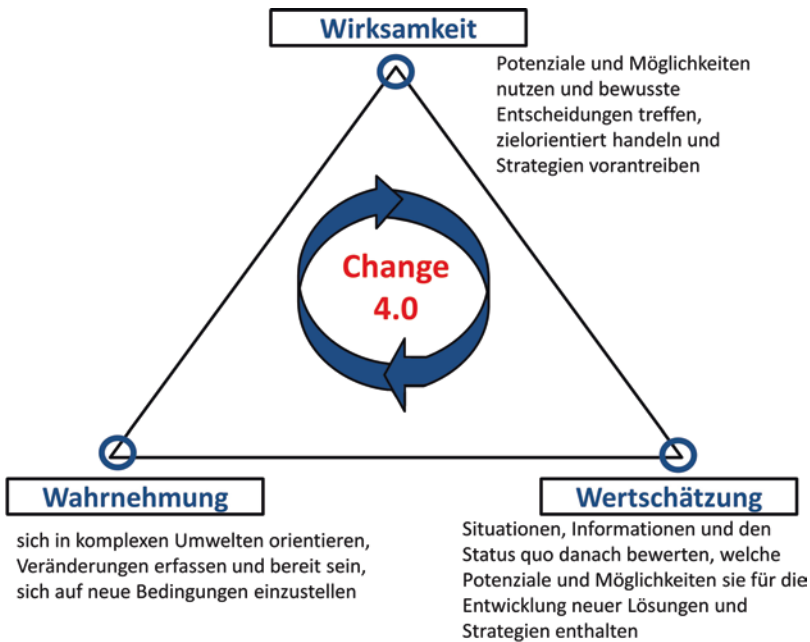 Wirksamkeit
Potenziale und Möglichkeiten
nutzen und bewusste
Entscheidungen treffen,
zielorientiert handeln und
Strategien vorantreiben
Change
4.0
Wahrnehmung
sich in komplexen Umwelten orientieren,
Veränderungen erfassen und bereit sein,
sich auf neue Bedingungen einzustellen
Wertschätzung
Situationen, Informationen und den
Status quo danach bewerten, welche
Potenziale und Möglichkeiten sie für die
Entwicklung neuer Lösungen und
Strategien enthalten